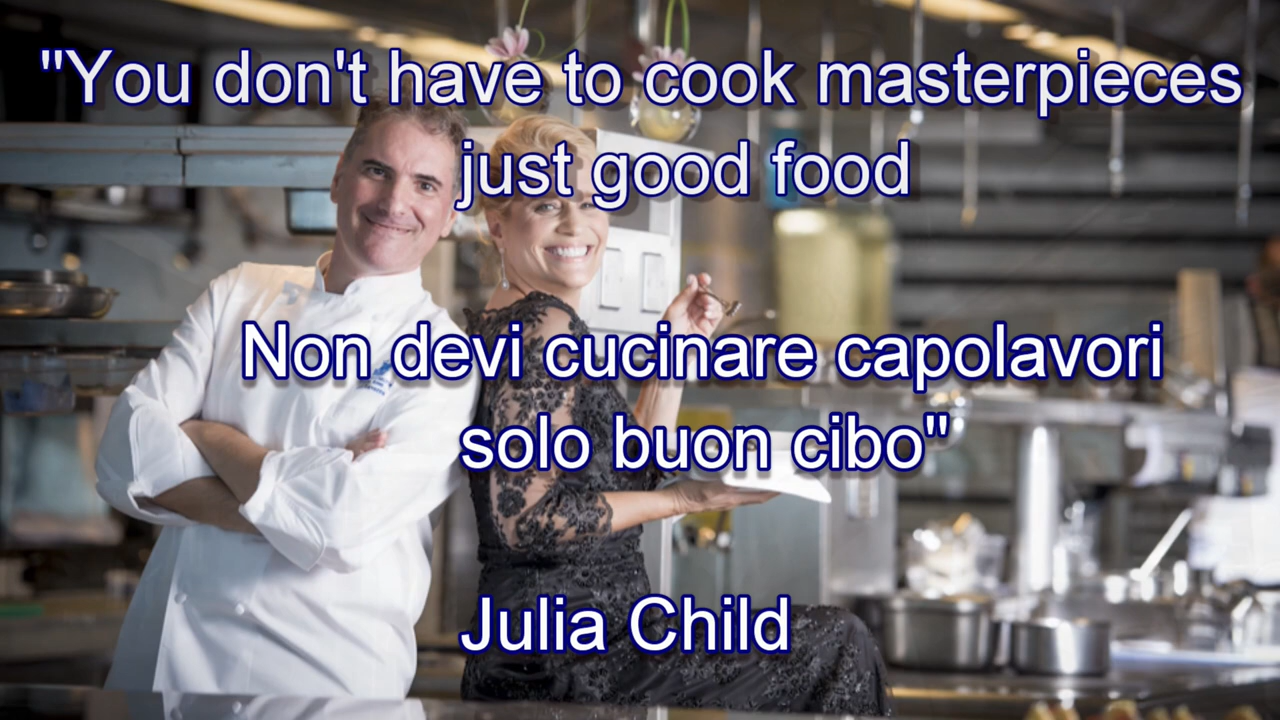 "You don't have to cook masterpieces
just good food
Non devi cucinare capolavori
solo buon cibo"
Julia Child